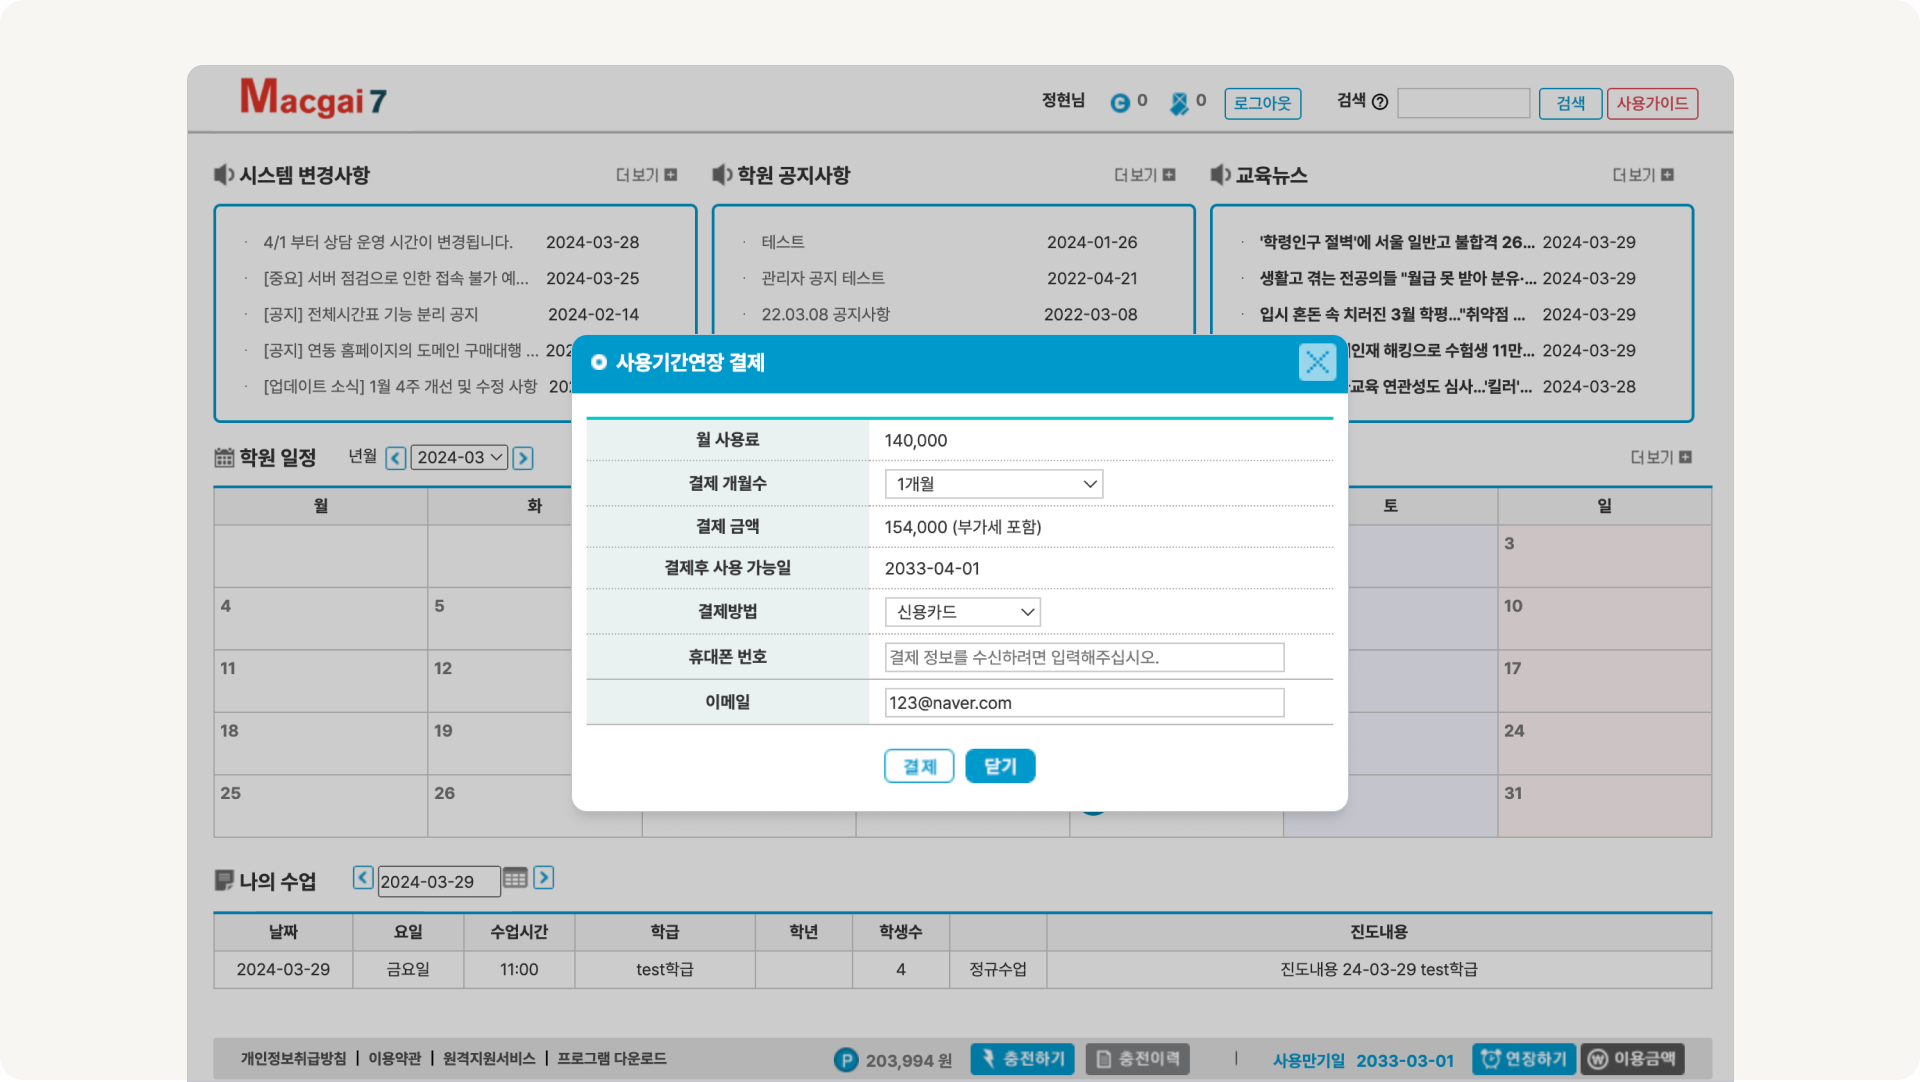 Macgai 7
정현님 0 0 로그아웃 검색 검색 사용가이드
시스템 변경사항 더보기
4/1 부터 상담 운영 시간이 변경됩니다. 2024-03-28
[중요] 서버 점검으로 인한 접속 불가 예... 2024-03-25
[공지] 전체시간표 기능 분리 공지 2024-02-14
[공지] 연동 홈페이지의 도메인 구매대행 ... 202
[업데이트 소식] 1월 4주 개선 및 수정 사항 20
학원 공지사항 더보기
테스트 2024-01-26
관리자 공지 테스트 2022-04-21
22.03.08 공지사항 2022-03-08
교육뉴스 더보기
'학령인구 절벽'에 서울 일반고 불합격 26... 2024-03-29
생활고 겪는 전공의들 "월급 못 받아 분유·... 2024-03-29
입시 혼돈 속 치러진 3월 학평..."취약점 ... 2024-03-29
인재 해킹으로 수험생 11만... 2024-03-29
교육 연관성도 심사...'킬러'... 2024-03-28
사용기간연장 결제
월 사용료 140,000
결제 개월수 1개월
결제 금액 154,000 (부가세 포함)
결제후 사용 가능일 2033-04-01
결제방법 신용카드
휴대폰 번호 결제 정보를 수신하려면 입력해주십시오.
이메일 123@naver.com
결제 닫기
학원 일정 년월 2024-03 더보기
월 화 토 일
3
4 5 10
11 12 17
18 19 24
25 26 31
나의 수업 2024-03-29
날짜 요일 수업시간 학급 학년 학생수 진도내용
2024-03-29 금요일 11:00 test학급 4 정규수업 진도내용 24-03-29 test학급
개인정보취급방침 | 이용약관 | 원격지원서비스 | 프로그램 다운로드 P 203,994 원 충전하기 충전이력 | 사용만기일 2033-03-01 연장하기 이용금액